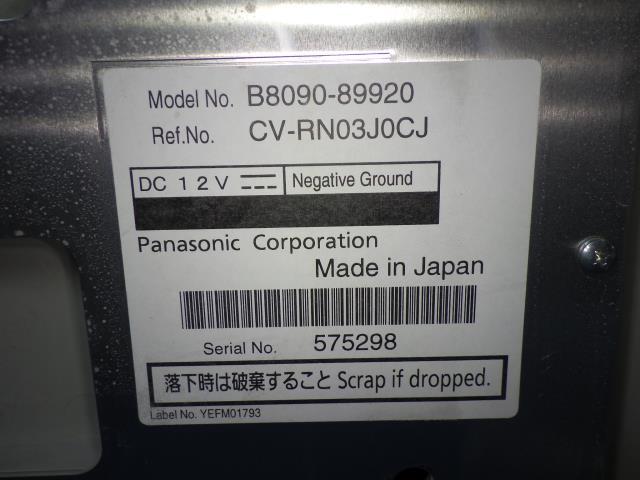 Model No. B8090-89920
Ref.No. CV-RN03J0CJ
DC 12V Negative Ground
Panasonic Corporation
Made in Japan
Serial No. 575298
落下時は破棄すること Scrap if dropped.
Label No. YEFM01793